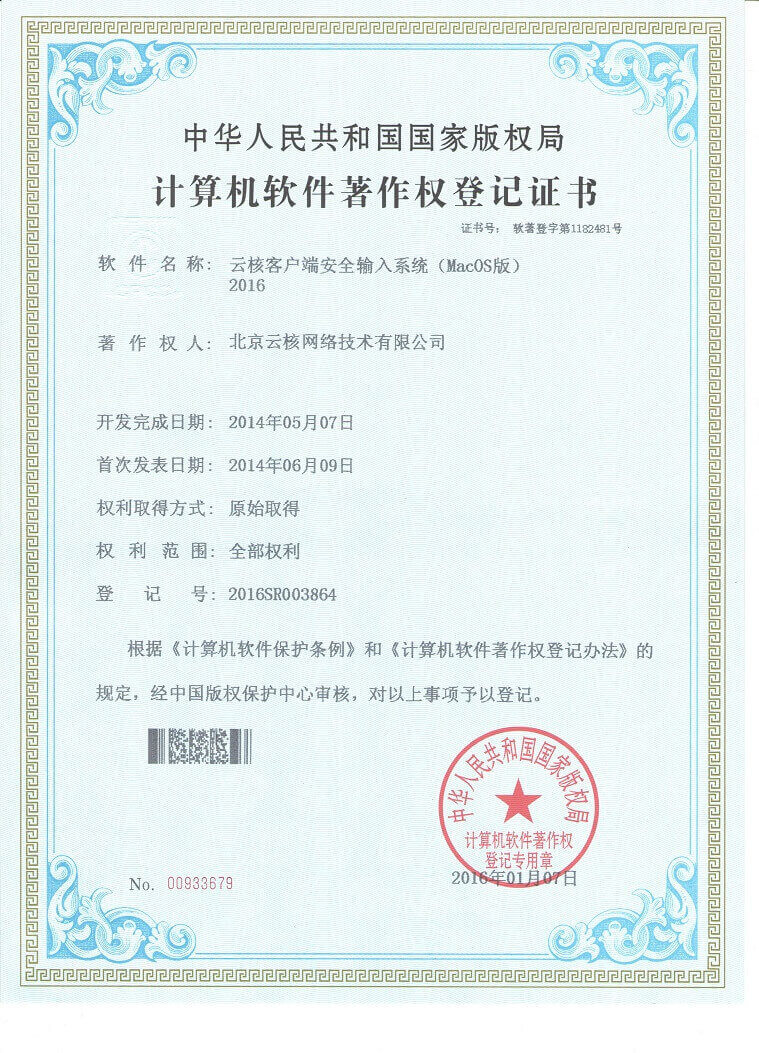 中华人民共和国国家版权局
计算机软件著作权登记证书
证书号： 软著登字第1182481号
软件名称： 云核客户端安全输入系统（MacOS版）
2016
著作权人： 北京云核网络技术有限公司
开发完成日期： 2014年05月07日
首次发表日期： 2014年06月09日
权利取得方式： 原始取得
权利范围： 全部权利
登记号： 2016SR003864
根据《计算机软件保护条例》和《计算机软件著作权登记办法》的
规定，经中国版权保护中心审核，对以上事项予以登记。
中华人民共和国国家版权局
计算机软件著作权
登记专用章
No. 00933679
2016年01月07日